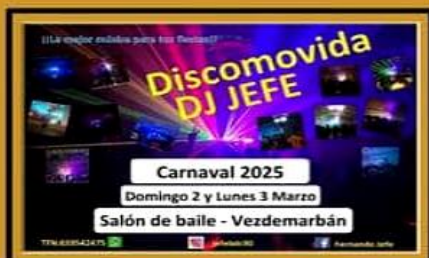 ¡¡La mejor música para tus fiestas!!
Discomovida
DJ JEFE
Carnaval 2025
Domingo 2 y Lunes 3 Marzo
Salón de baile - Vezdemarbán
Fernando Jefe